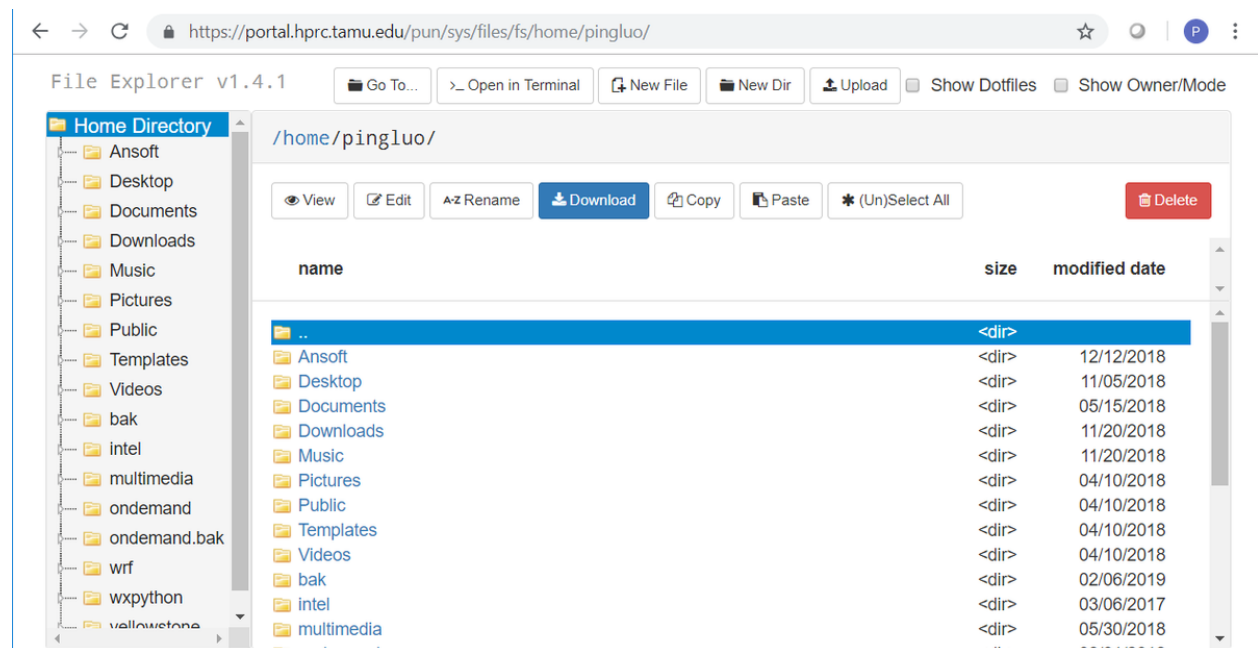 https://portal.hprc.tamu.edu/pun/sys/files/fs/home/pingluo/
P
File Explorer v1.4.1
Go To...
>_ Open in Terminal
New File
New Dir
Upload
Show Dotfiles
Show Owner/Mode
Home Directory
Ansoft
Desktop
Documents
Downloads
Music
Pictures
Public
Templates
Videos
bak
intel
multimedia
ondemand
ondemand.bak
wrf
wxpython
yellowstone
/home/pingluo/
View
Edit
A-Z Rename
Download
Copy
Paste
(Un)Select All
Delete
name size modified date
.. <dir>
Ansoft <dir> 12/12/2018
Desktop <dir> 11/05/2018
Documents <dir> 05/15/2018
Downloads <dir> 11/20/2018
Music <dir> 11/20/2018
Pictures <dir> 04/10/2018
Public <dir> 04/10/2018
Templates <dir> 04/10/2018
Videos <dir> 04/10/2018
bak <dir> 02/06/2019
intel <dir> 03/06/2017
multimedia <dir> 05/30/2018